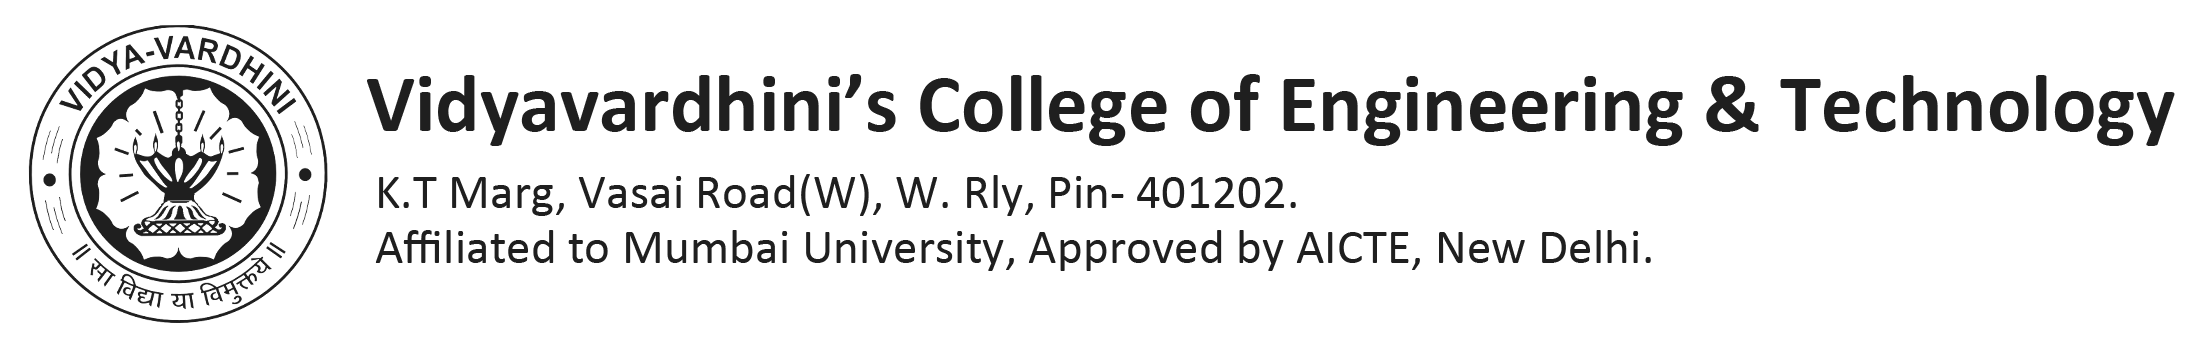 VIDYA-VARDHINI
॥ सा विद्या या विमुक्तये ॥
Vidyavardhini’s College of Engineering & Technology
K.T Marg, Vasai Road(W), W. Rly, Pin- 401202.
Affiliated to Mumbai University, Approved by AICTE, New Delhi.